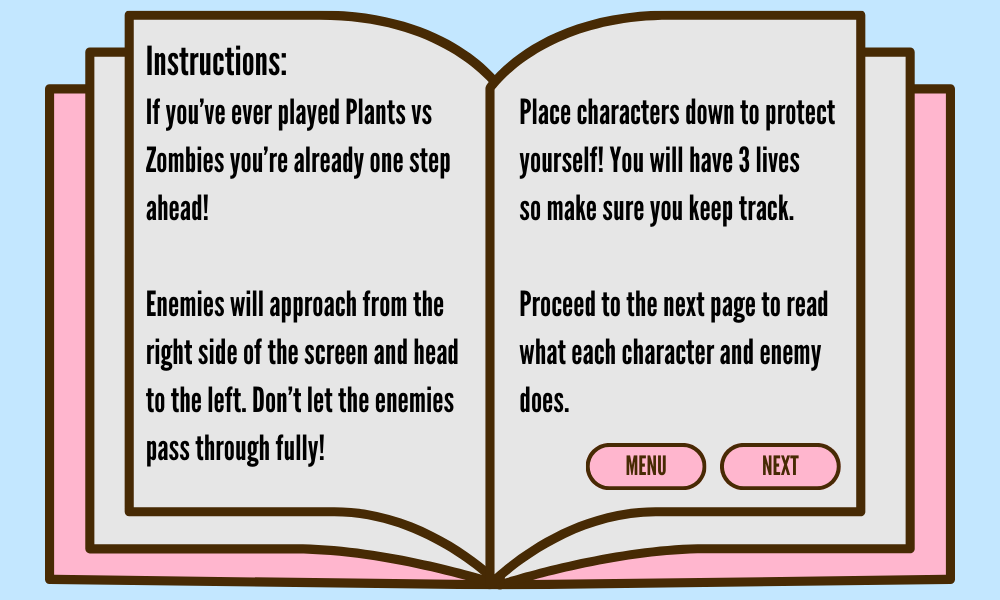 Instructions:
If you've ever played Plants vs
Zombies you're already one step
ahead!
Enemies will approach from the
right side of the screen and head
to the left. Don't let the enemies
pass through fully!
Place characters down to protect
yourself! You will have 3 lives
so make sure you keep track.
Proceed to the next page to read
what each character and enemy
does.
MENU
NEXT